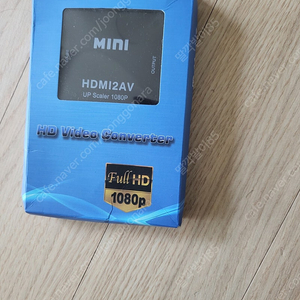 MINI
OUTPUT
HDMI2AV
UP Scaler 1080P
HD Video Converter
Full HD
1080p